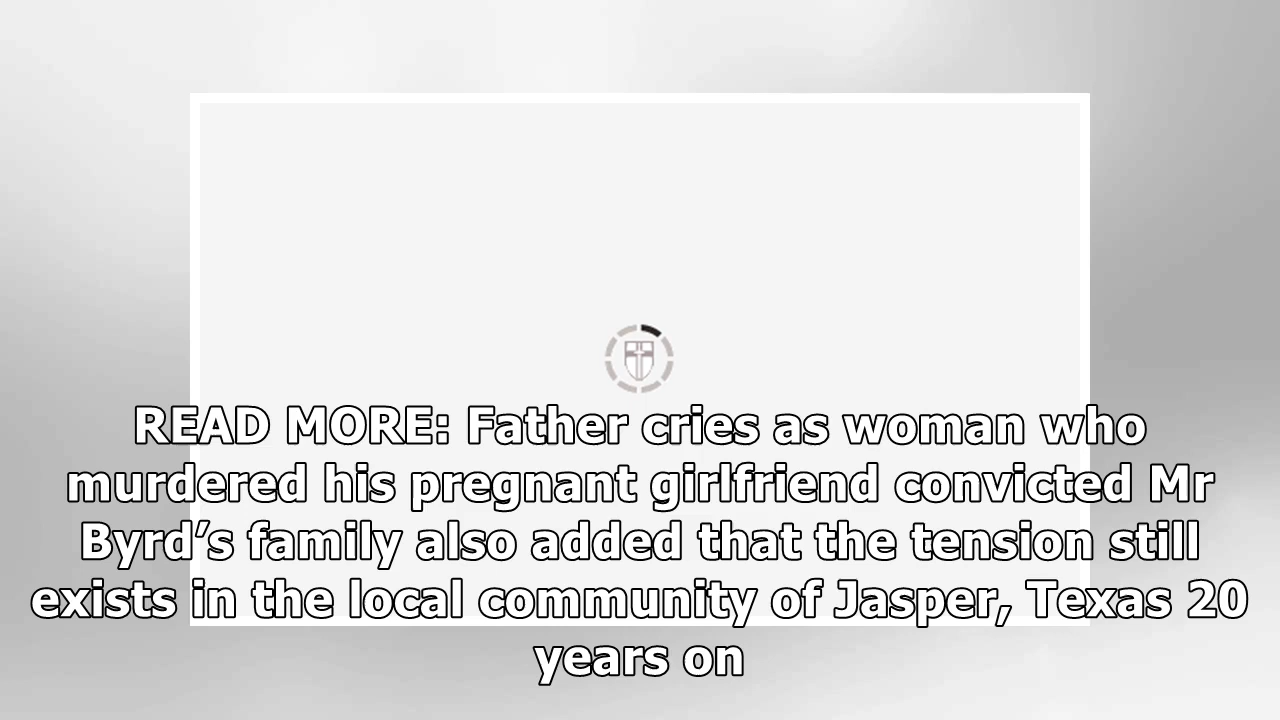 READ MORE: Father cries as woman who
murdered his pregnant girlfriend convicted Mr
Byrd’s family also added that the tension still
exists in the local community of Jasper, Texas 20
years on